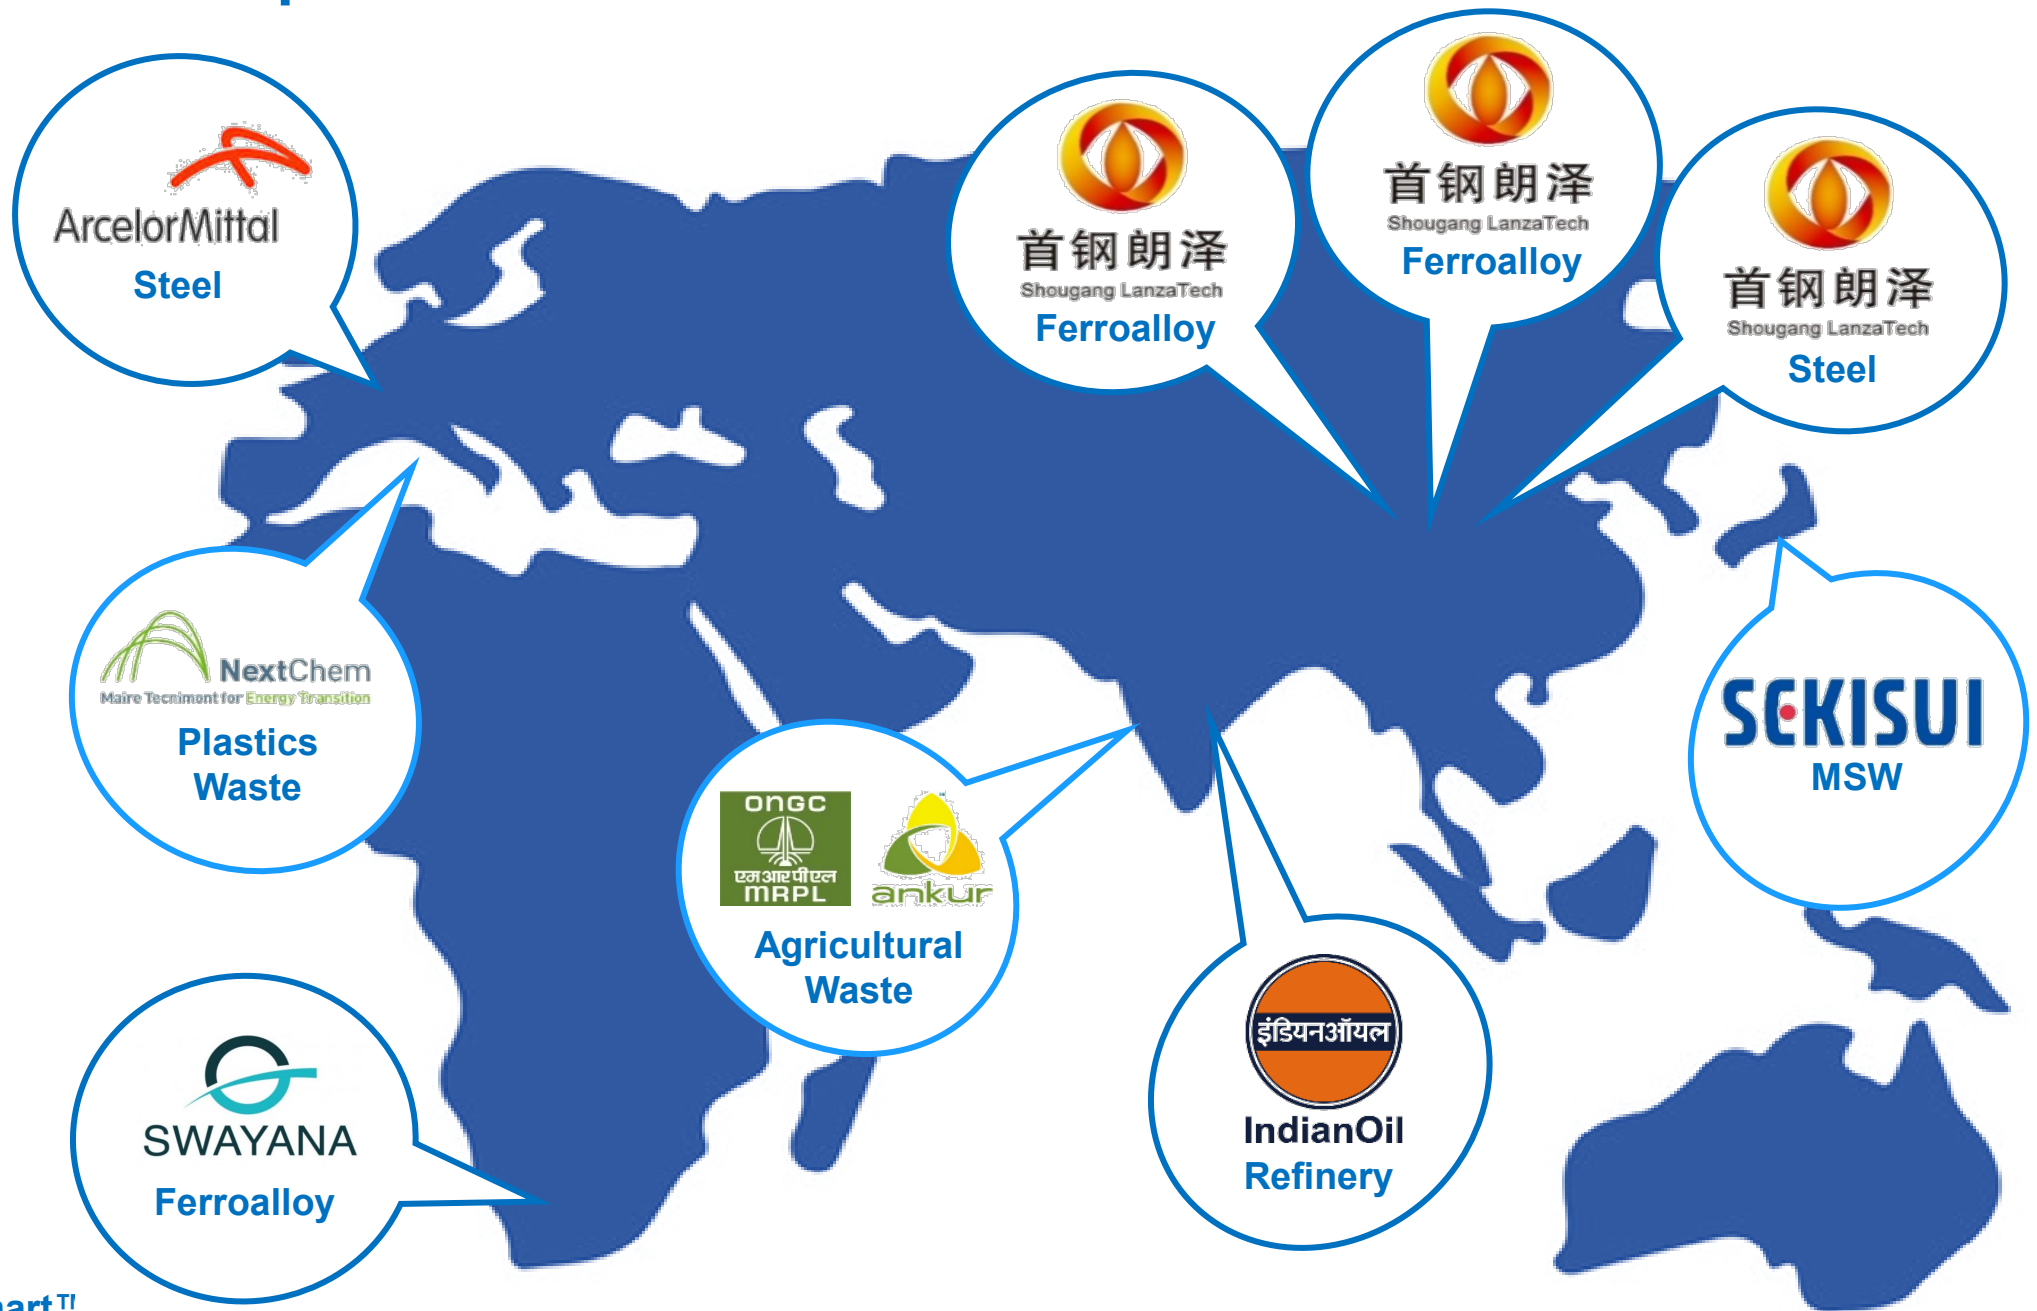 ArcelorMittal
Steel
首钢朗泽
Shougang LanzaTech
Ferroalloy
首钢朗泽
Shougang LanzaTech
Ferroalloy
首钢朗泽
Shougang LanzaTech
Steel
NextChem
Maire Tecnimont for Energy Transition
Plastics
Waste
ONGC
एमआरपीएल
MRPL
ankur
Agricultural
Waste
SEKISUI
MSW
SWAYANA
Ferroalloy
इंडियनऑयल
IndianOil
Refinery